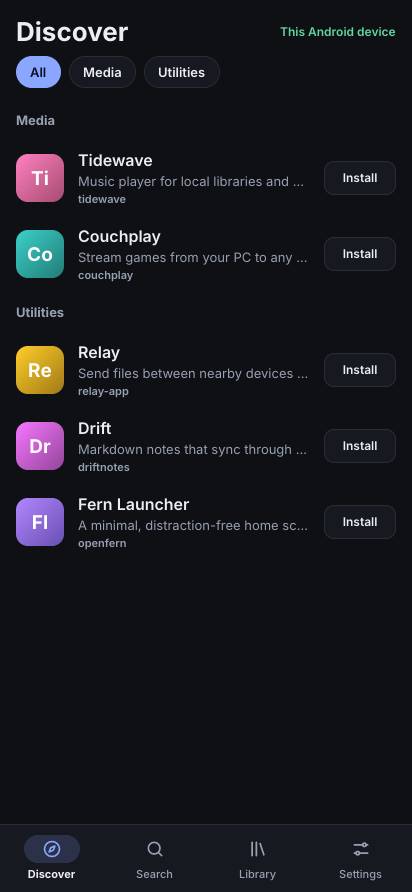 Discover
This Android device
All
Media
Utilities
Media
Ti
Tidewave
Music player for local libraries and ...
tidewave
Install
Co
Couchplay
Stream games from your PC to any ...
couchplay
Install
Utilities
Re
Relay
Send files between nearby devices ...
relay-app
Install
Dr
Drift
Markdown notes that sync through ...
driftnotes
Install
Fl
Fern Launcher
A minimal, distraction-free home sc...
openfern
Install
Discover
Search
Library
Settings